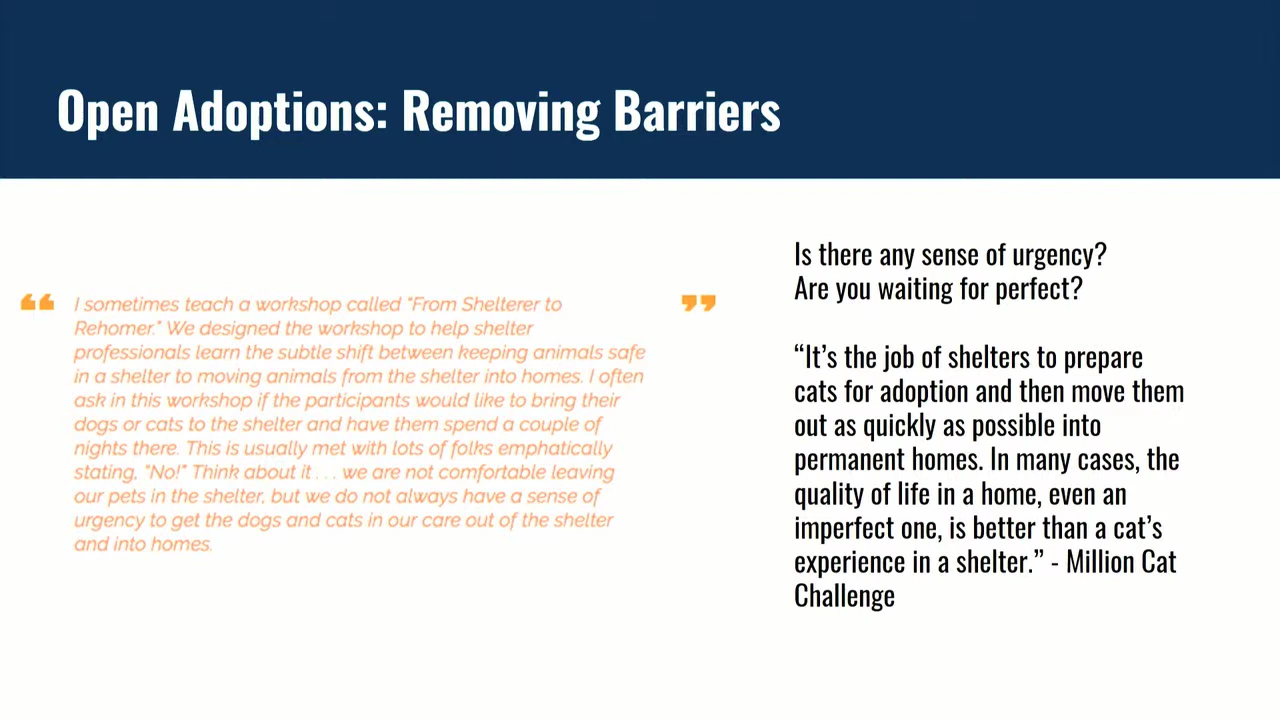 Open Adoptions: Removing Barriers
“ I sometimes teach a workshop called "From Shelterer to ”
Rehomer." We designed the workshop to help shelter
professionals learn the subtle shift between keeping animals safe
in a shelter to moving animals from the shelter into homes. I often
ask in this workshop if the participants would like to bring their
dogs or cats to the shelter and have them spend a couple of
nights there. This is usually met with lots of folks emphatically
stating, "No!" Think about it . . . we are not comfortable leaving
our pets in the shelter, but we do not always have a sense of
urgency to get the dogs and cats in our care out of the shelter
and into homes.
Is there any sense of urgency?
Are you waiting for perfect?
“It’s the job of shelters to prepare
cats for adoption and then move them
out as quickly as possible into
permanent homes. In many cases, the
quality of life in a home, even an
imperfect one, is better than a cat’s
experience in a shelter.” - Million Cat
Challenge